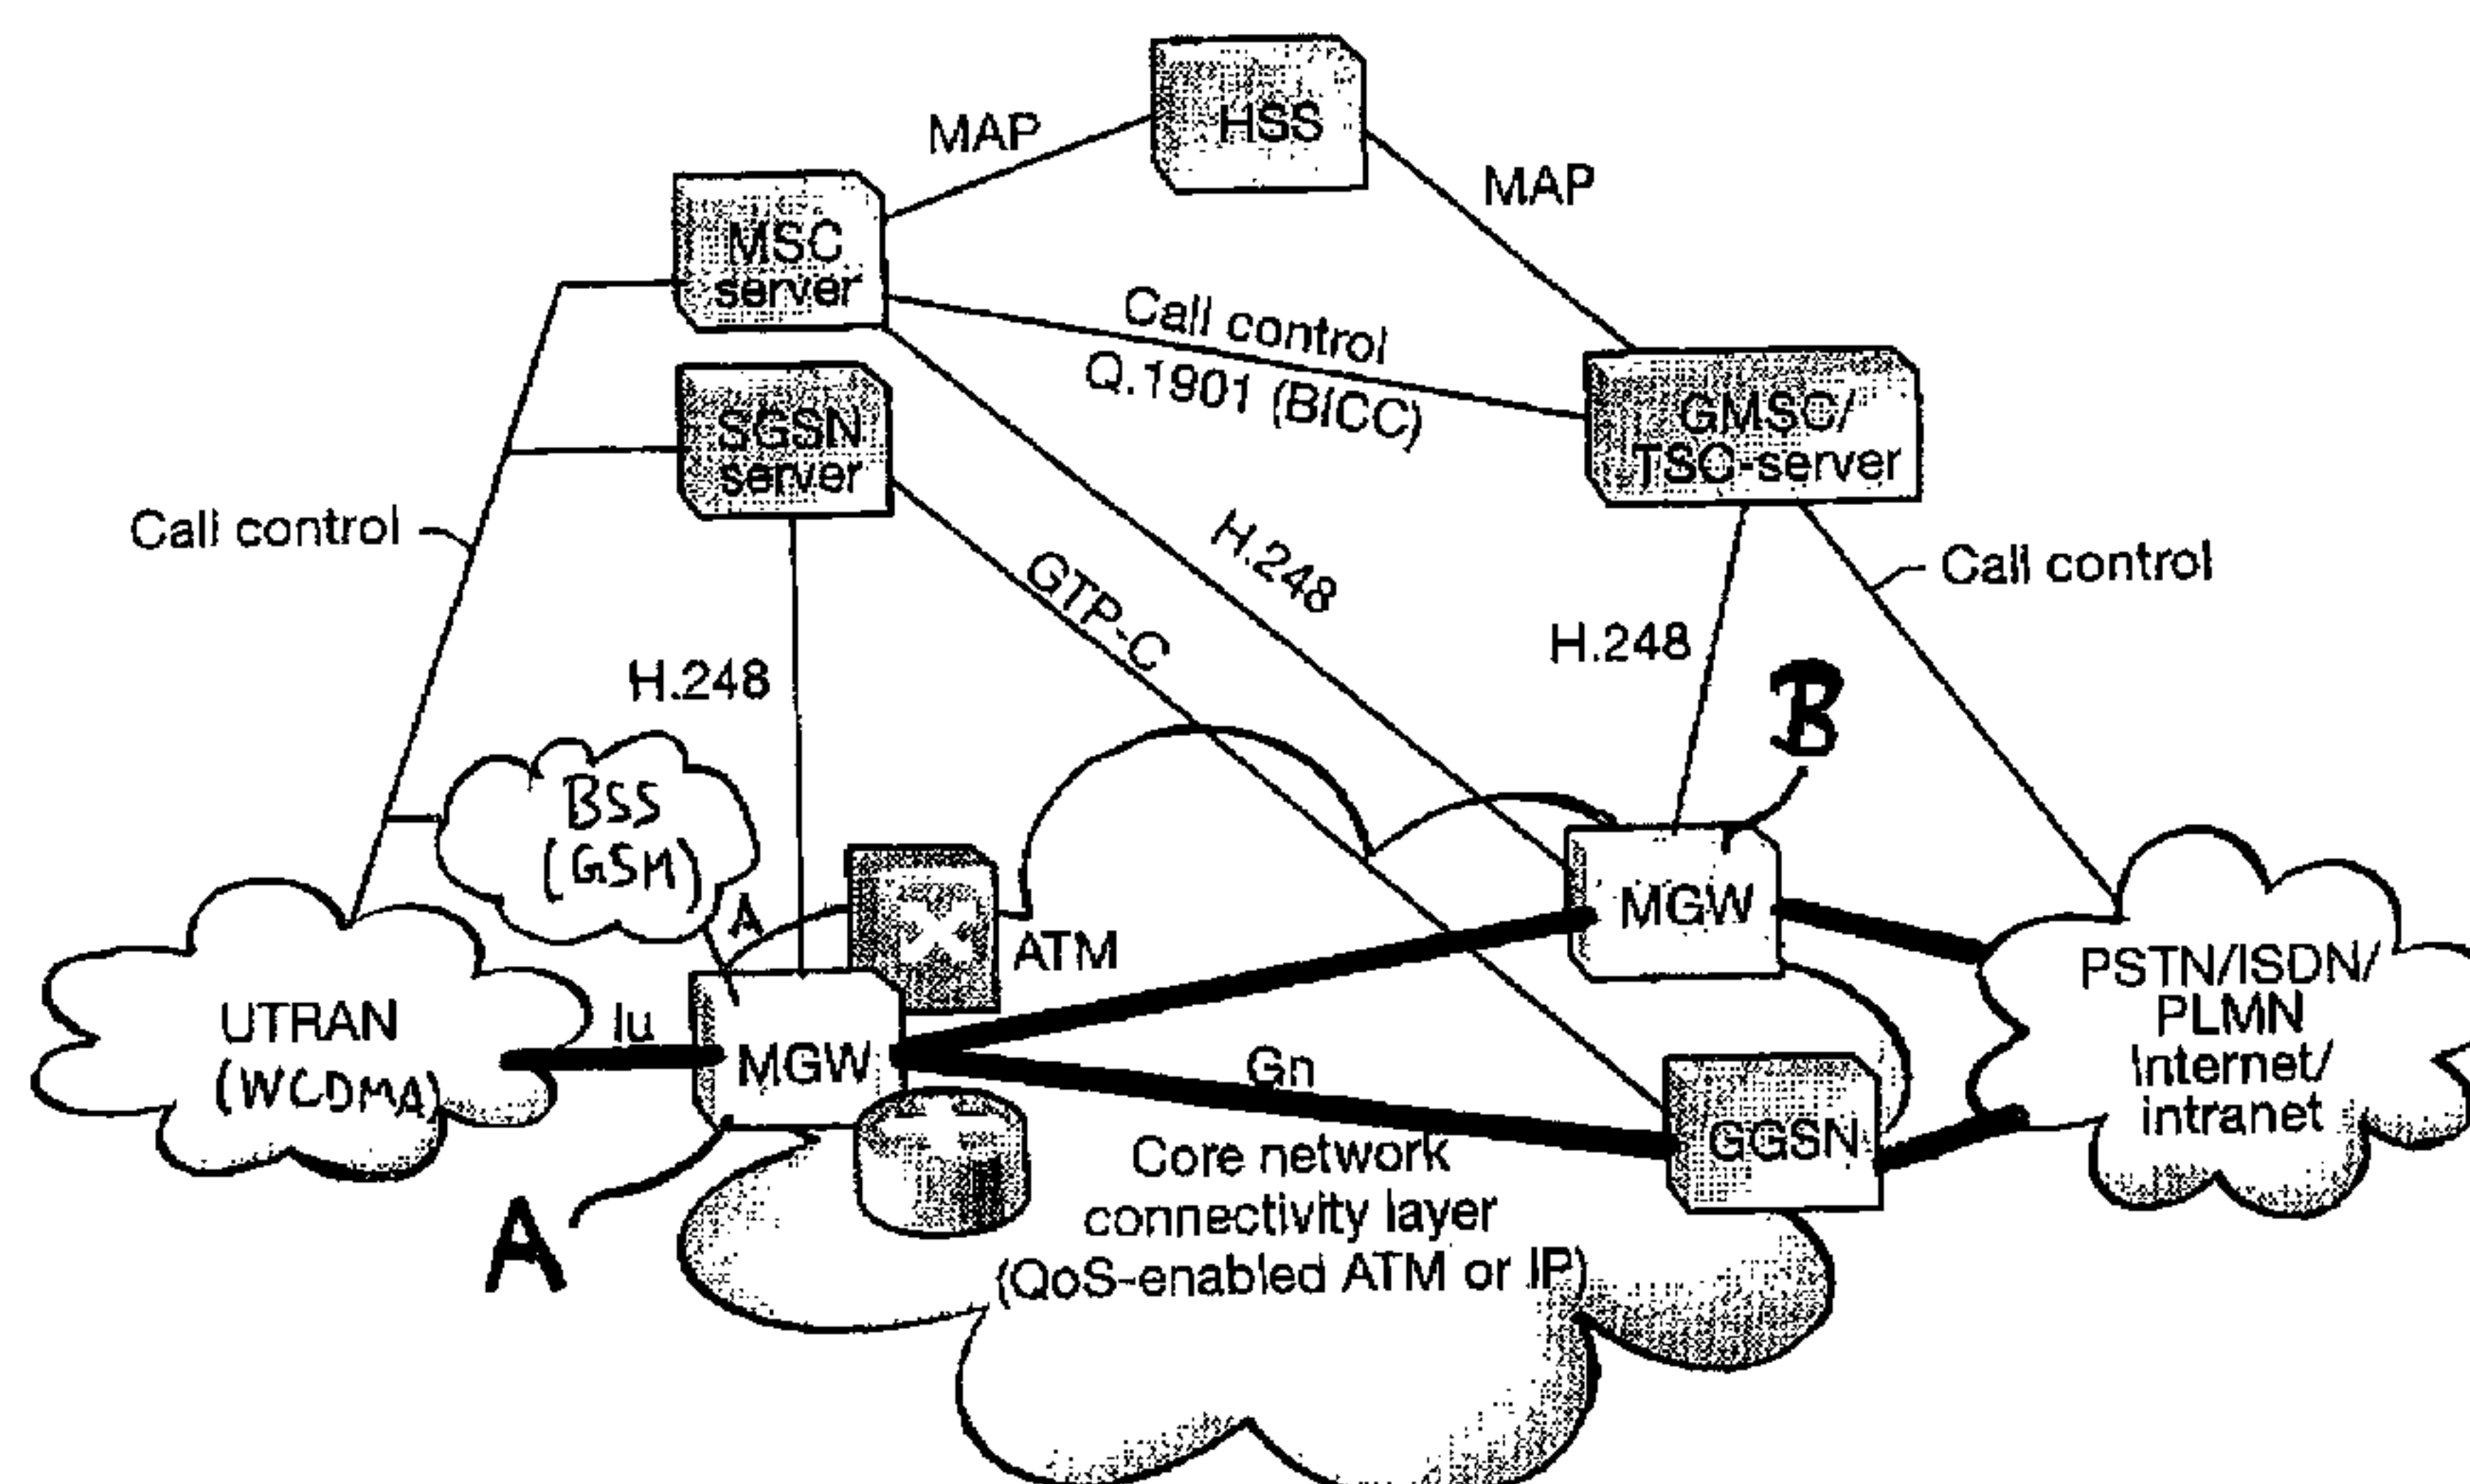 HSS
MAP
MAP
MSC
server
Call control
Q.1901 (BICC)
SGSN
server
GMSC/
TSC-server
Call control
H.248
GTP-C
H.248
Call control
H.248
B
BSS
(GSM)
A
ATM
MGW
UTRAN
(WCDMA)
Iu
MGW
Gn
PSTN/ISDN/
PLMN
Internet/
intranet
GGSN
A
Core network
connectivity layer
(QoS-enabled ATM or IP)